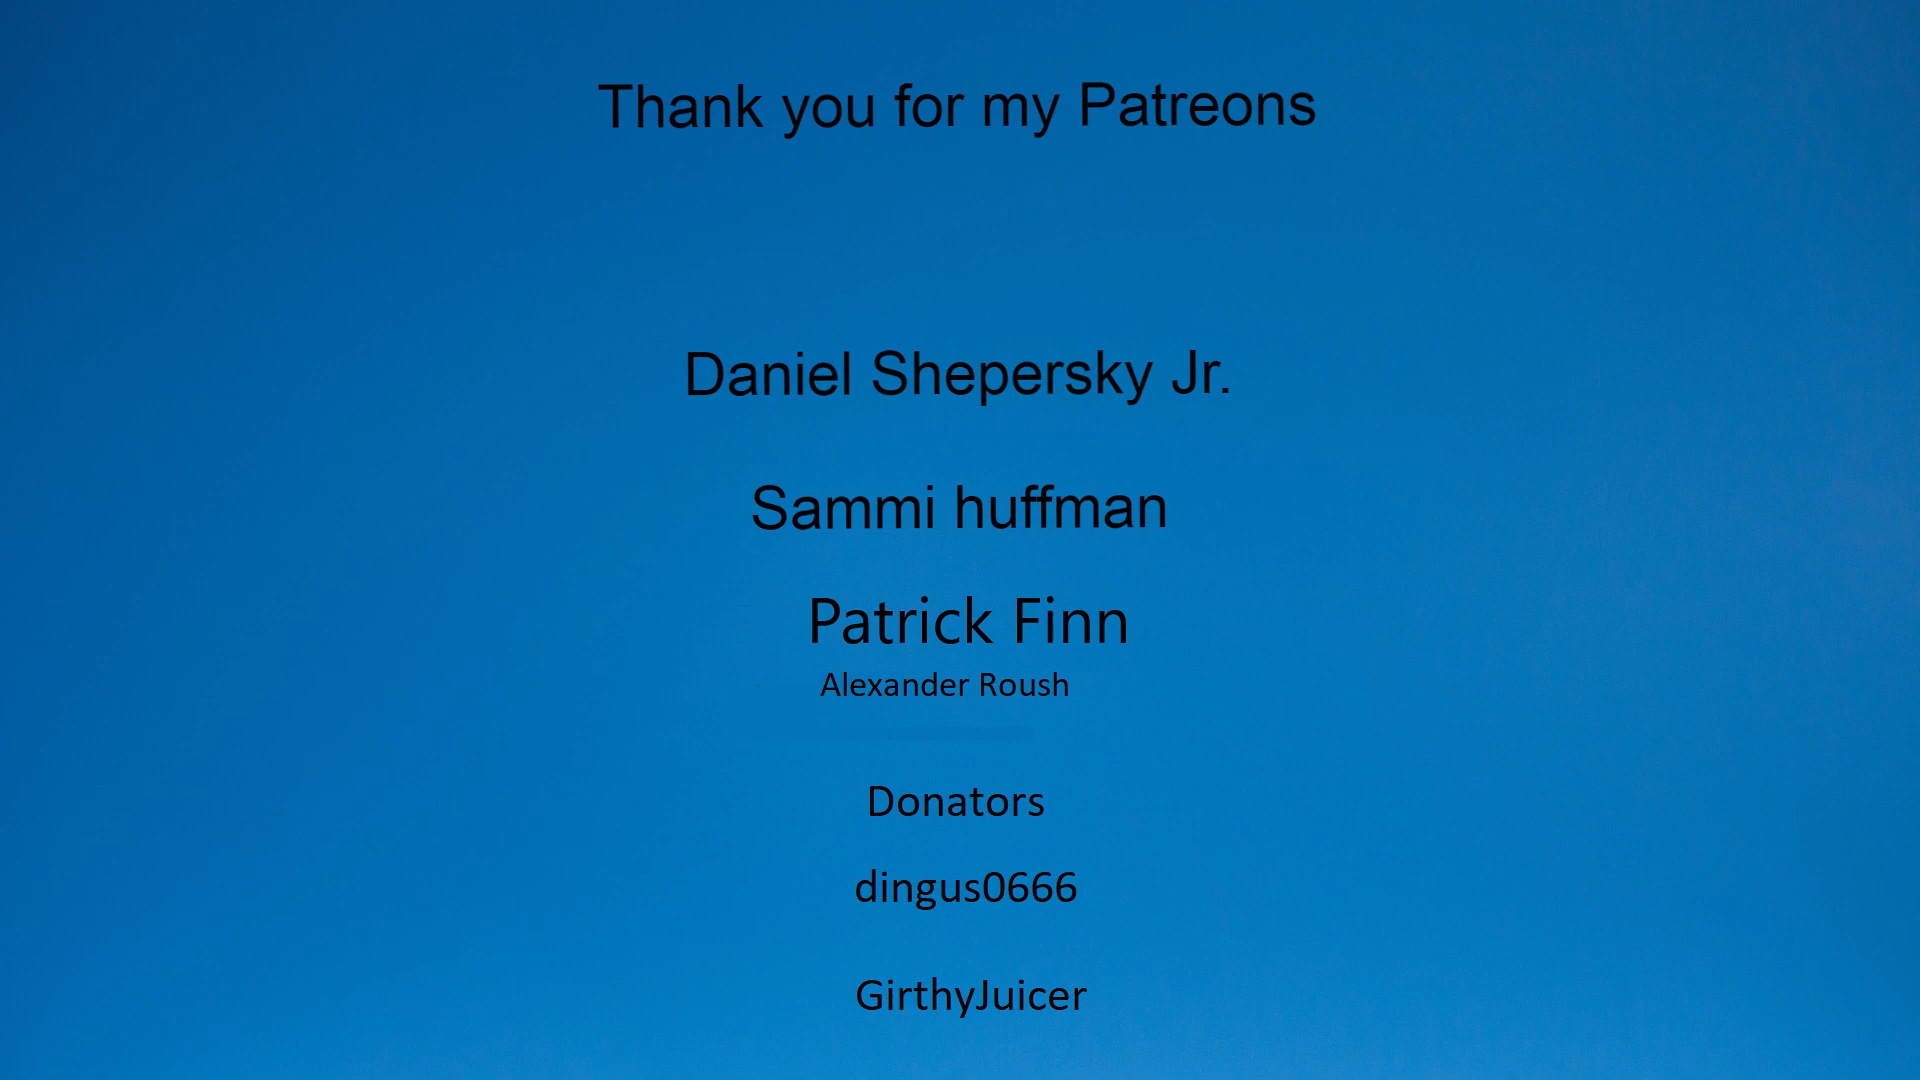 Thank you for my Patreons
Daniel Shepersky Jr.
Sammi huffman
Patrick Finn
Alexander Roush
Donators
dingus0666
GirthyJuicer